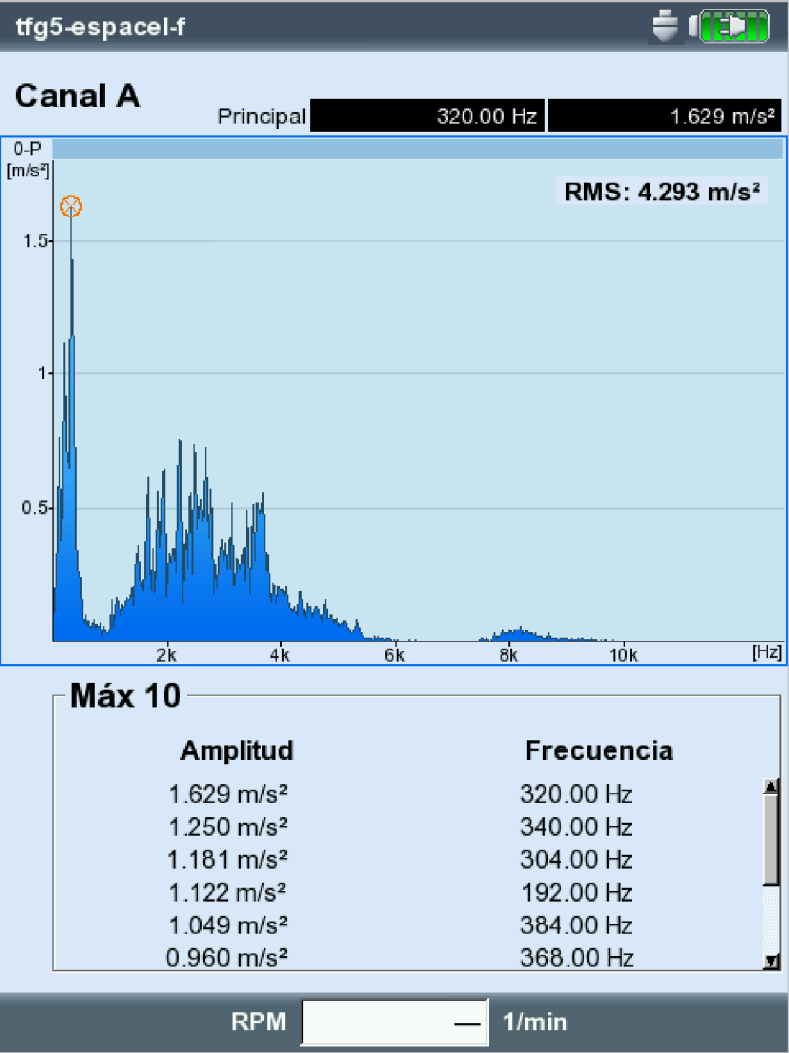 tfg5-espacel-f
Canal A
Principal 320.00 Hz 1.629 m/s²
0-P
[m/s²]
RMS: 4.293 m/s²
1.5
1
0.5
2k 4k 6k 8k 10k [Hz]
Máx 10
Amplitud Frecuencia
1.629 m/s² 320.00 Hz
1.250 m/s² 340.00 Hz
1.181 m/s² 304.00 Hz
1.122 m/s² 192.00 Hz
1.049 m/s² 384.00 Hz
0.960 m/s² 368.00 Hz
RPM — 1/min